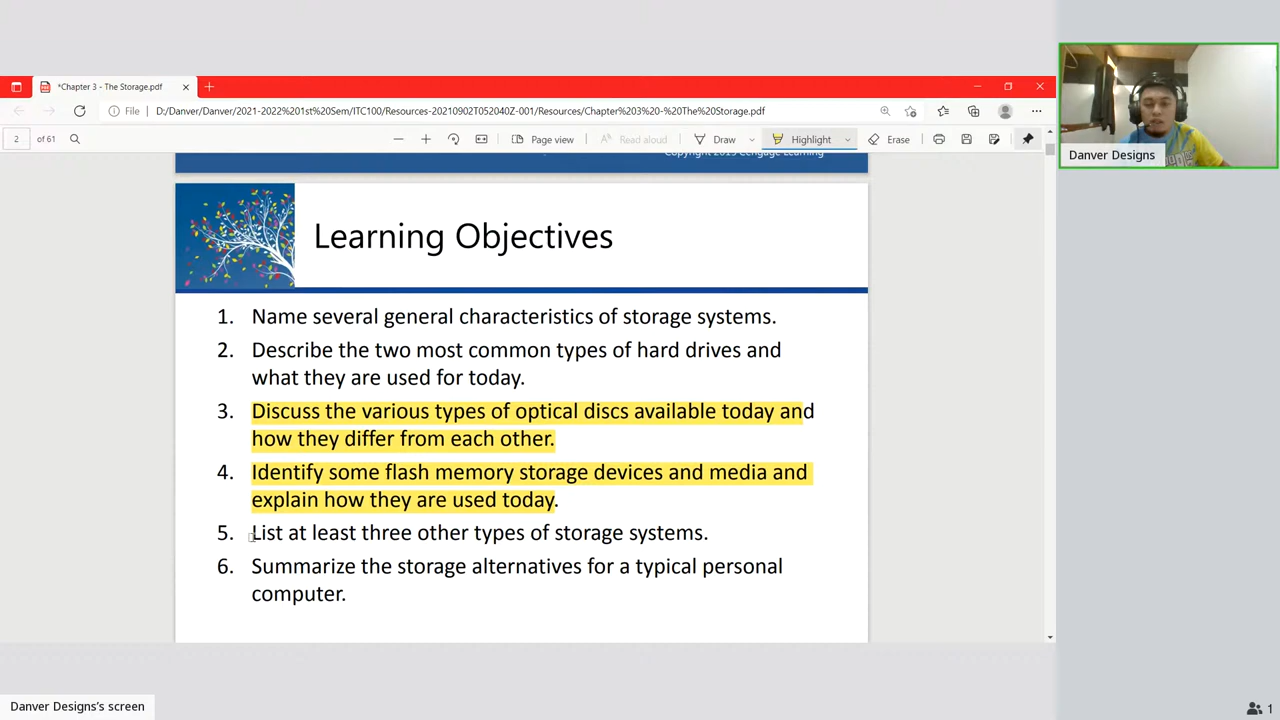 *Chapter 3 - The Storage.pdf
File
D:/Danver/Danver/2021-2022%201st%20Sem/ITC100/Resources-20210902T052040Z-001/Resources/Chapter%203%20-%20The%20Storage.pdf
2 of 61
Page view
Read aloud
Draw
Highlight
Erase
Copyright 2015 Cengage Learning
Learning Objectives
1. Name several general characteristics of storage systems.
2. Describe the two most common types of hard drives and
what they are used for today.
3. Discuss the various types of optical discs available today and
how they differ from each other.
4. Identify some flash memory storage devices and media and
explain how they are used today.
5. List at least three other types of storage systems.
6. Summarize the storage alternatives for a typical personal
computer.
Danver Designs
Danver Designs's screen
1